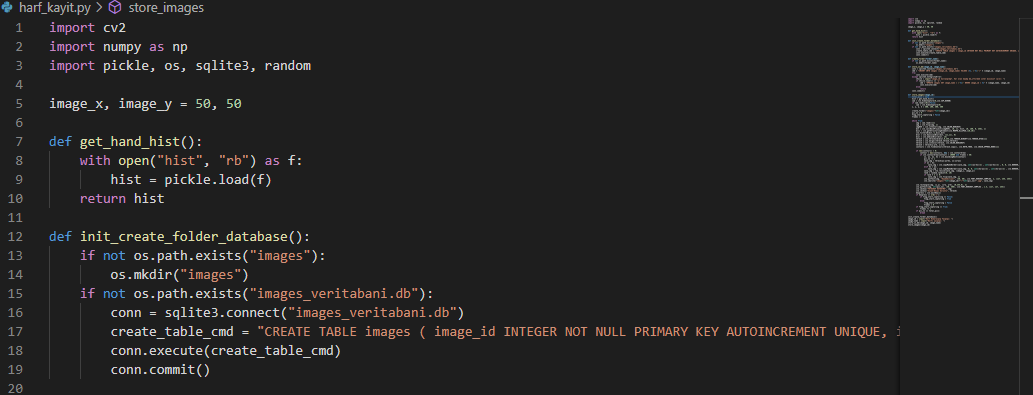 harf_kayit.py > store_images
1 import cv2
2 import numpy as np
3 import pickle, os, sqlite3, random
4
5 image_x, image_y = 50, 50
6
7 def get_hand_hist():
8     with open("hist", "rb") as f:
9         hist = pickle.load(f)
10     return hist
11
12 def init_create_folder_database():
13     if not os.path.exists("images"):
14         os.mkdir("images")
15     if not os.path.exists("images_veritabani.db"):
16         conn = sqlite3.connect("images_veritabani.db")
17         create_table_cmd = "CREATE TABLE images ( image_id INTEGER NOT NULL PRIMARY KEY AUTOINCREMENT UNIQUE,
18         conn.execute(create_table_cmd)
19         conn.commit()
20